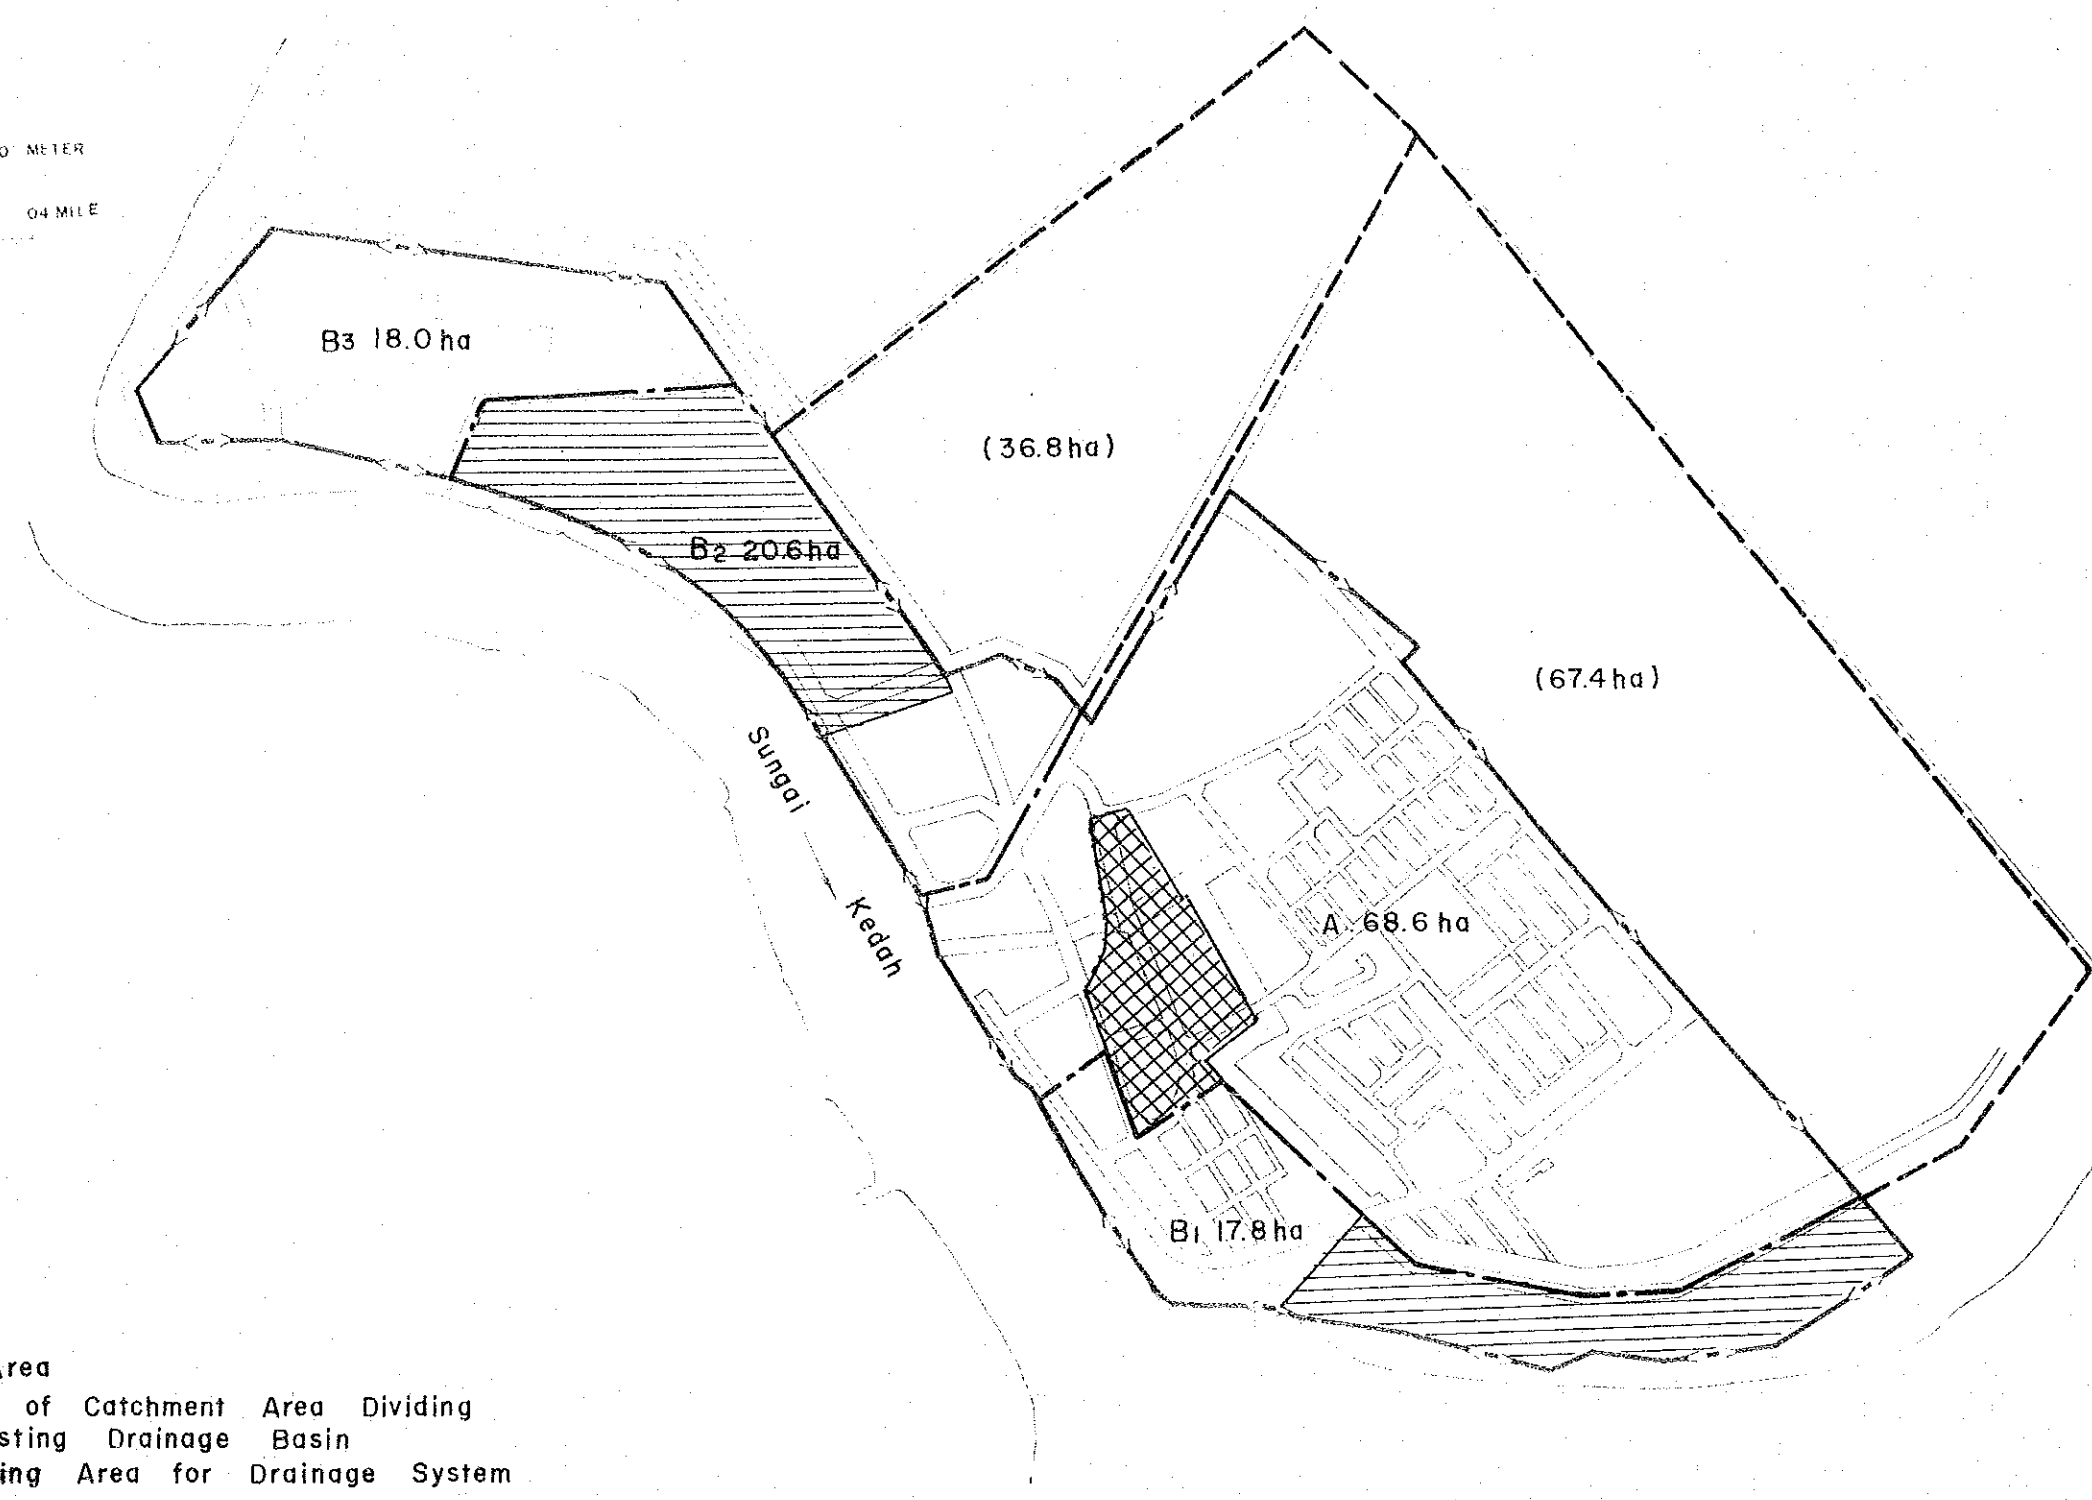 METER
04 MILE
B3 18.0 ha
(36.8 ha)
B2 20.6 ha
(67.4 ha)
Sungai
Kedah
A 68.6 ha
B1 17.8 ha
rea
of Catchment Area Dividing
sting Drainage Basin
ing Area for Drainage System